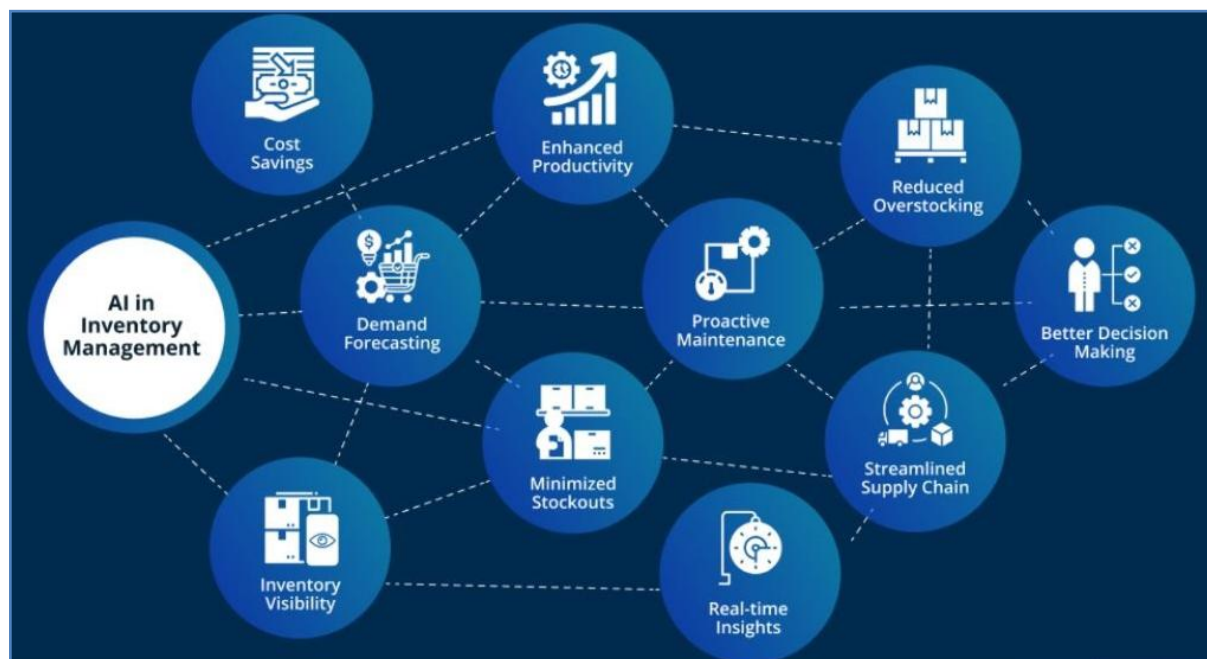 Cost
Savings
Enhanced
Productivity
Reduced
Overstocking
AI in
Inventory
Management
Demand
Forecasting
Proactive
Maintenance
Better Decision
Making
Minimized
Stockouts
Streamlined
Supply Chain
Inventory
Visibility
Real-time
Insights